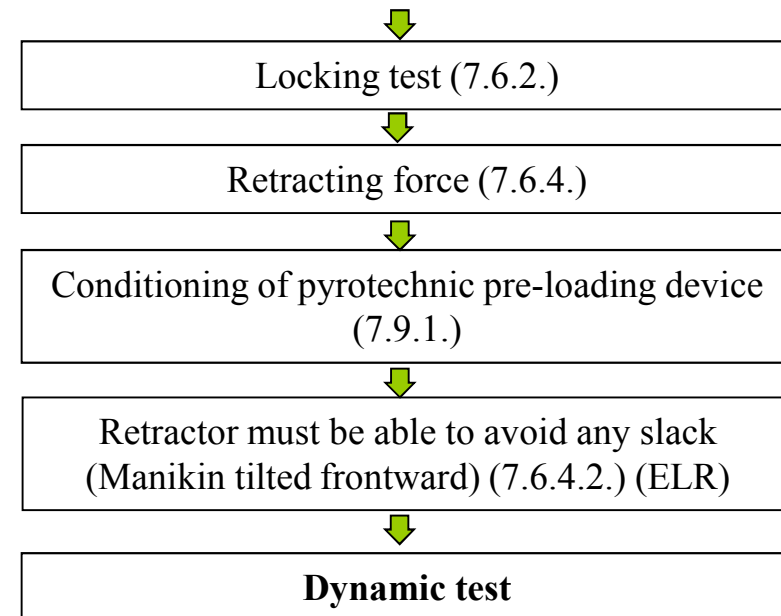 Locking test (7.6.2.)
Retracting force (7.6.4.)
Conditioning of pyrotechnic pre-loading device
(7.9.1.)
Retractor must be able to avoid any slack
(Manikin tilted frontward) (7.6.4.2.) (ELR)
Dynamic test